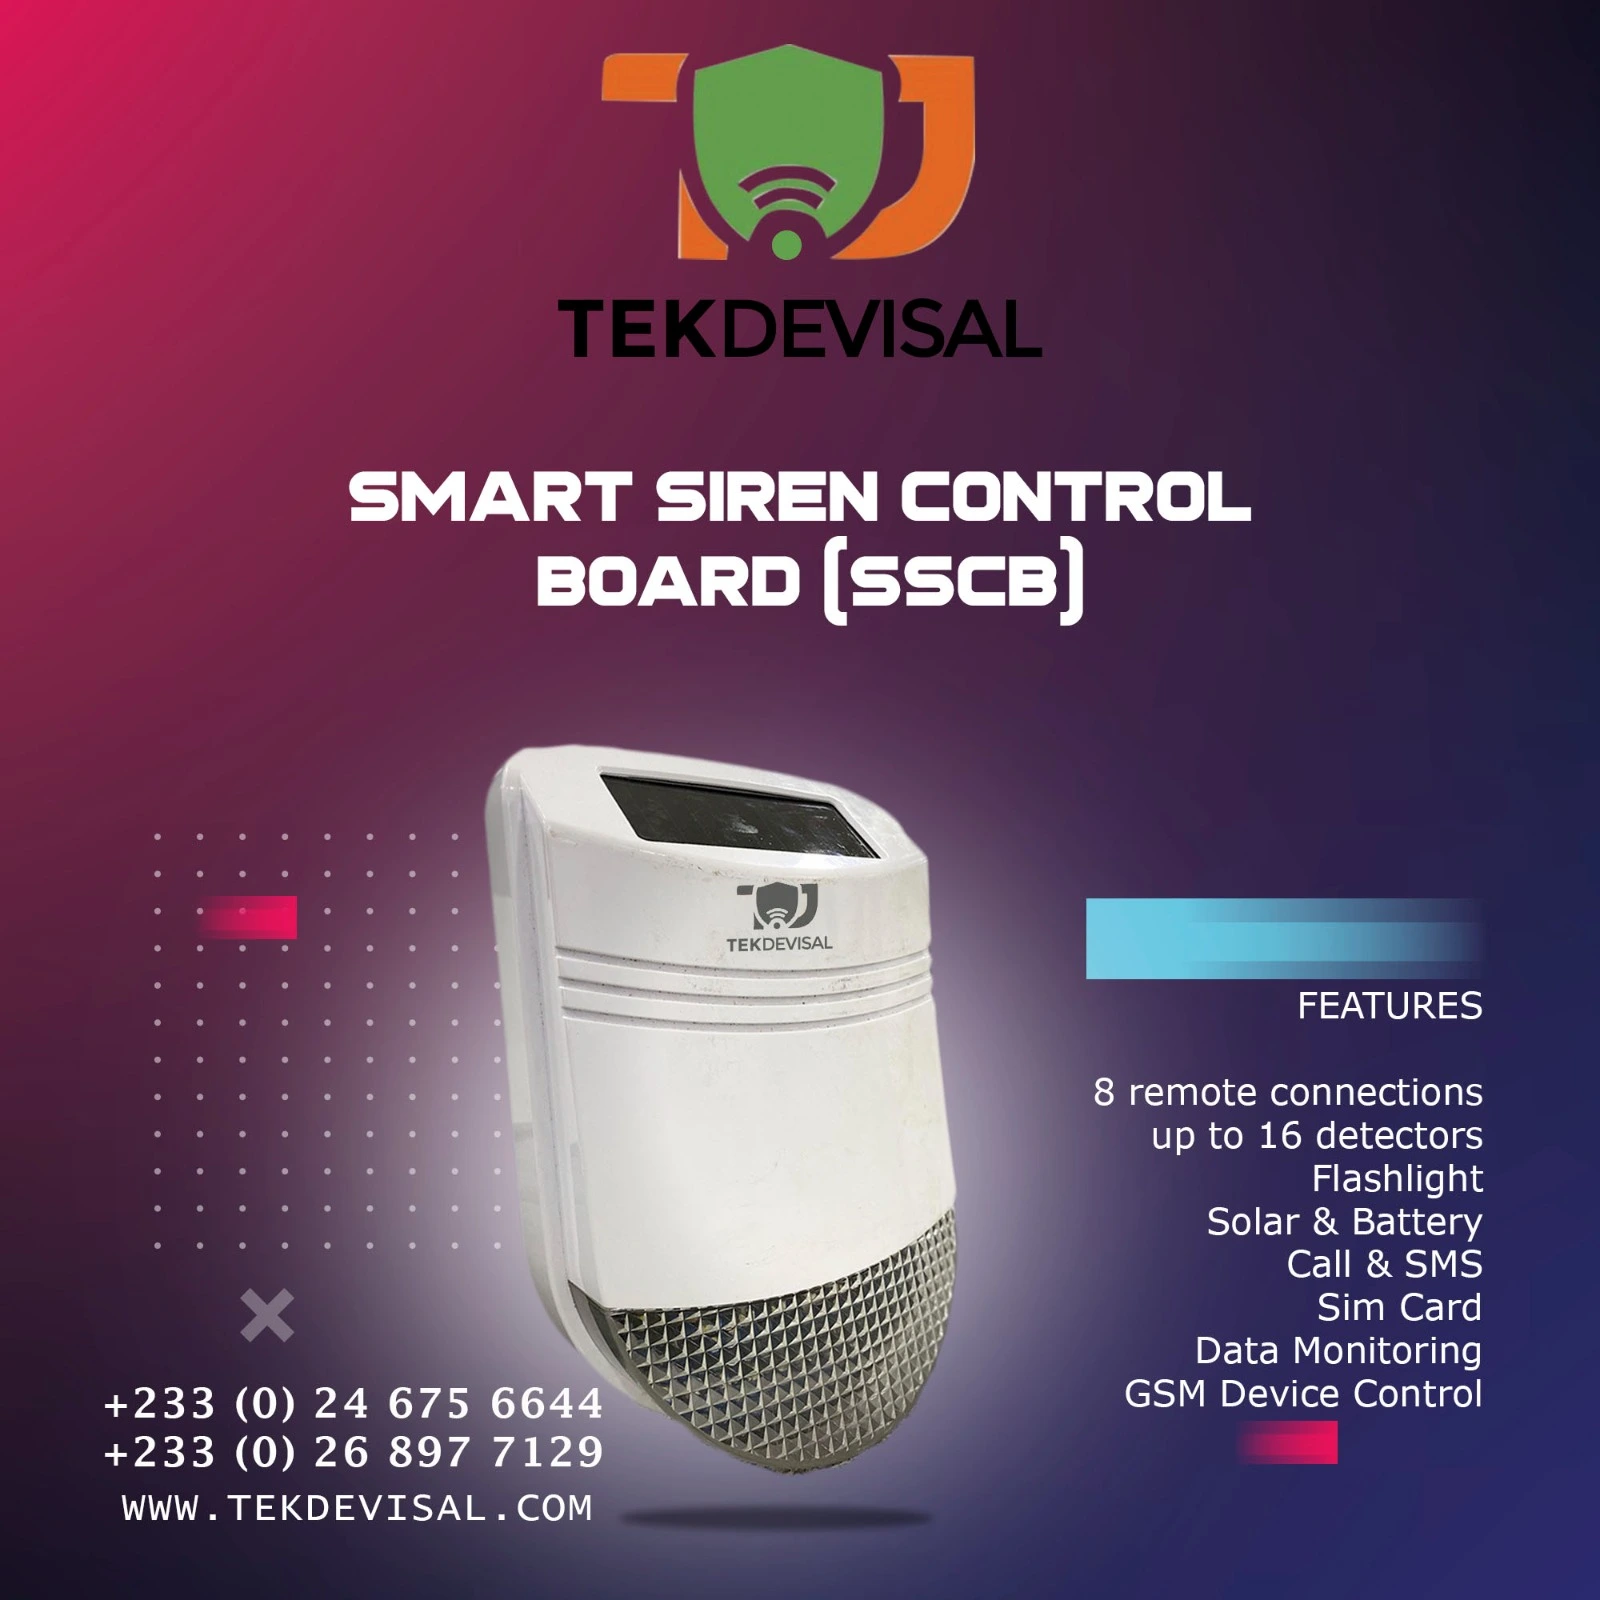 TEKDEVISAL
SMART SIREN CONTROL
BOARD (SSCB)
TEKDEVISAL
FEATURES
8 remote connections
up to 16 detectors
Flashlight
Solar & Battery
Call & SMS
Sim Card
Data Monitoring
GSM Device Control
+233 (0) 24 675 6644
+233 (0) 26 897 7129
WWW.TEKDEVISAL.COM